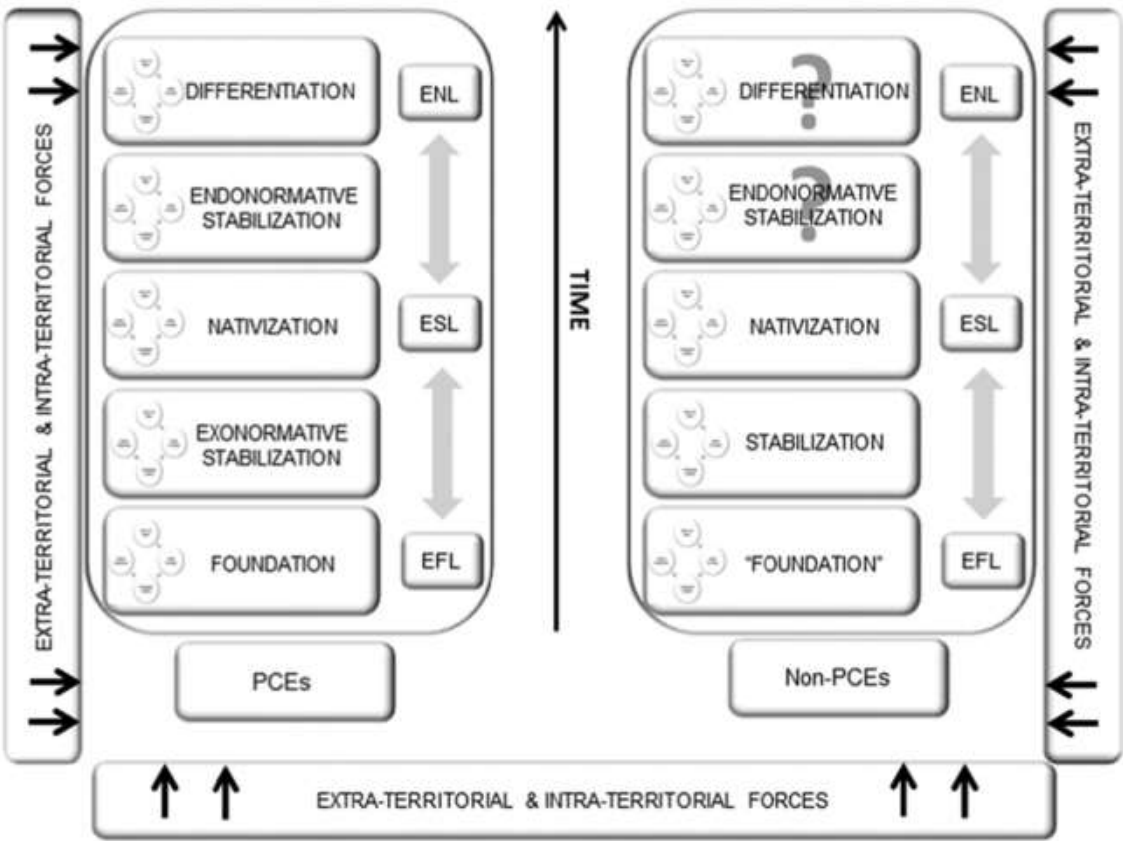 EXTRA-TERRITORIAL & INTRA-TERRITORIAL FORCES
DIFFERENTIATION
ENL
ENDONORMATIVE
STABILIZATION
NATIVIZATION
ESL
EXONORMATIVE
STABILIZATION
FOUNDATION
EFL
PCEs
TIME
?
DIFFERENTIATION
ENL
?
ENDONORMATIVE
STABILIZATION
NATIVIZATION
ESL
STABILIZATION
"FOUNDATION"
EFL
Non-PCEs
EXTRA-TERRITORIAL & INTRA-TERRITORIAL FORCES
EXTRA-TERRITORIAL & INTRA-TERRITORIAL FORCES